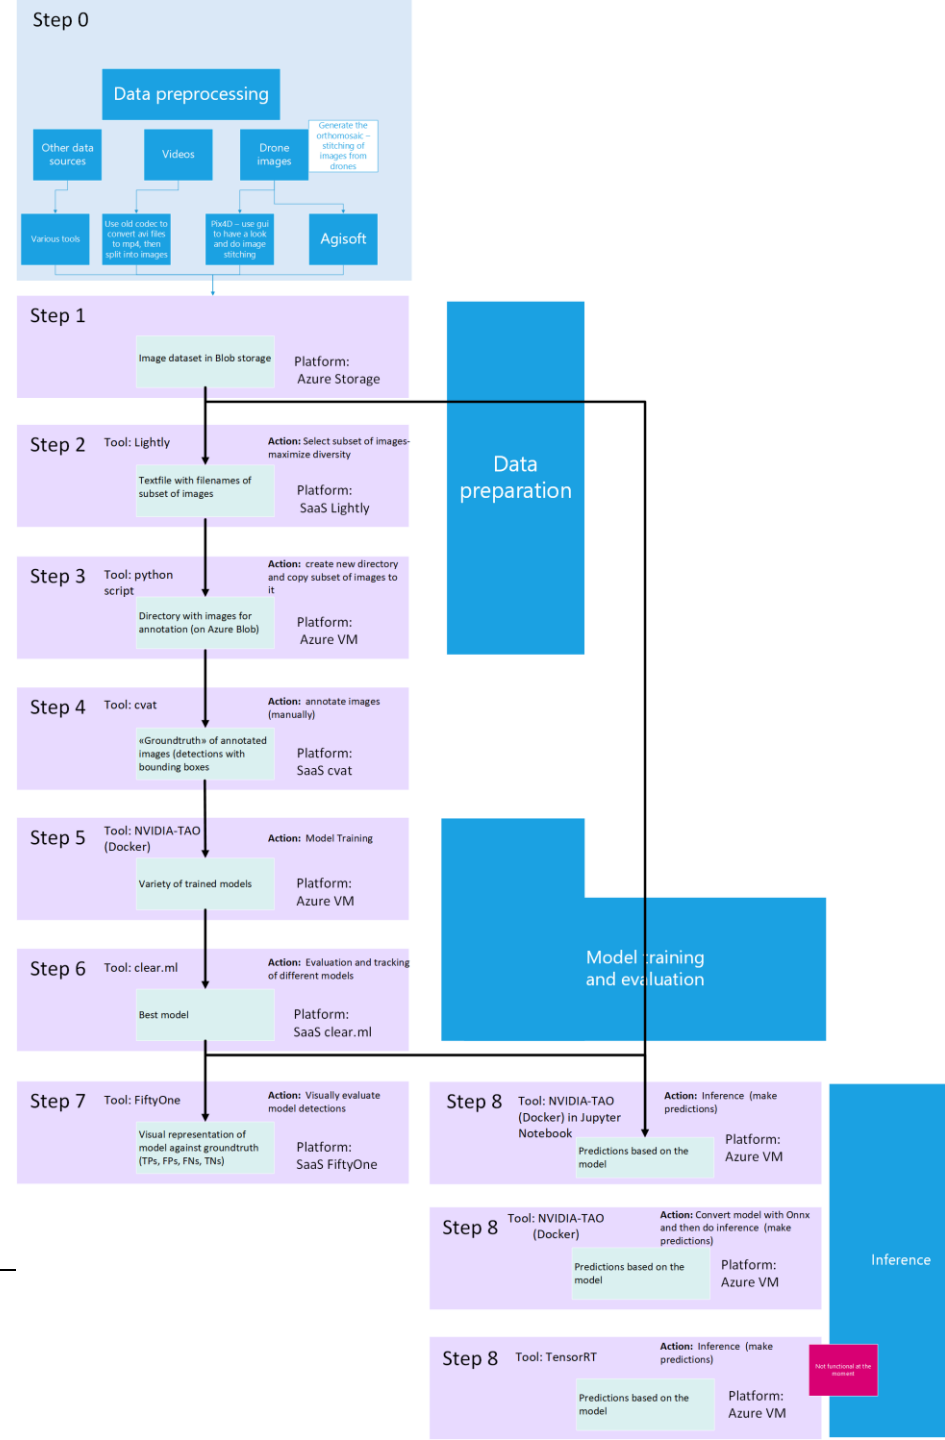 Step 0
Data preprocessing
Other data
sources
Videos
Drone
images
Generate the
orthomosaic –
stitching of
images from
drones
Various tools
Use old codec to
convert avi files
to mp4, then
split into images
Pix4D – use gui
to have a look
and do image
stitching
Agisoft
Step 1
Image dataset in Blob storage
Platform:
Azure Storage
Data
preparation
Step 2
Tool: Lightly
Action: Select subset of images-
maximize diversity
Textfile with filenames of
subset of images
Platform:
SaaS Lightly
Step 3
Tool: python
script
Action: create new directory
and copy subset of images to
it
Directory with images for
annotation (on Azure Blob)
Platform:
Azure VM
Step 4
Tool: cvat
Action: annotate images
(manually)
«Groundtruth» of annotated
images (detections with
bounding boxes
Platform:
SaaS cvat
Step 5
Tool: NVIDIA-TAO
(Docker)
Action: Model Training
Variety of trained models
Platform:
Azure VM
Model training
and evaluation
Step 6
Tool: clear.ml
Action: Evaluation and tracking
of different models
Best model
Platform:
SaaS clear.ml
Step 7
Tool: FiftyOne
Action: Visually evaluate
model detections
Visual representation of
model against groundtruth
(TPs, FPs, FNs, TNs)
Platform:
SaaS FiftyOne
Step 8
Tool: NVIDIA-TAO
(Docker) in Jupyter
Notebook
Action: Inference (make
predictions)
Predictions based on the
model
Platform:
Azure VM
Step 8
Tool: NVIDIA-TAO
(Docker)
Action: Convert model with Onnx
and then do inference (make
predictions)
Predictions based on the
model
Platform:
Azure VM
Inference
Step 8
Tool: TensorRT
Action: Inference (make
predictions)
Predictions based on the
model
Platform:
Azure VM
Not functional at the
moment